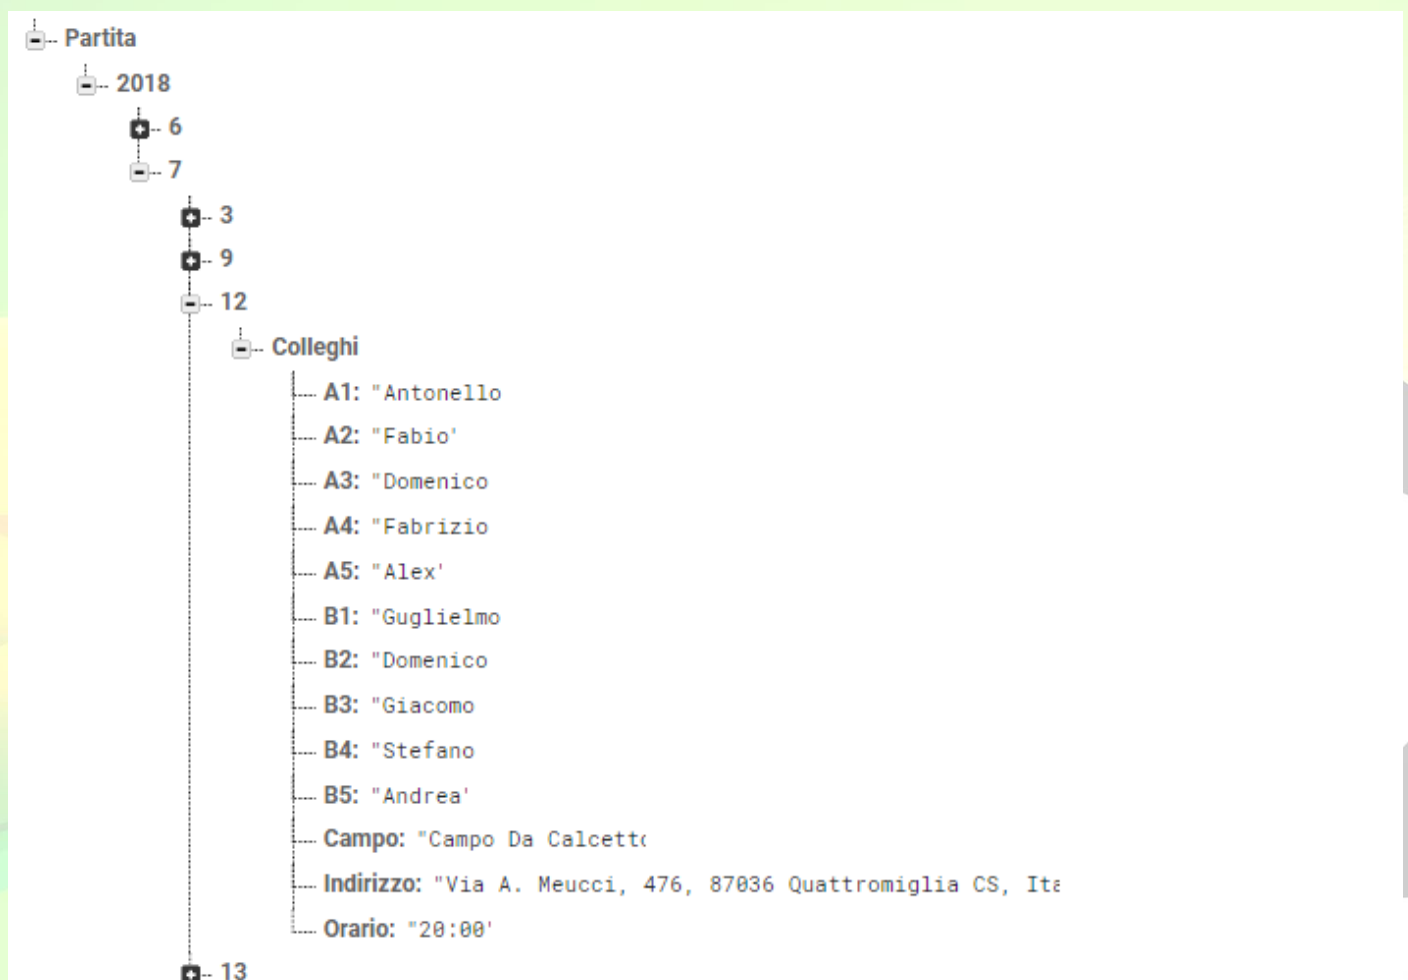 Partita
2018
6
7
3
9
12
Colleghi
A1: "Antonello
A2: "Fabio'
A3: "Domenico
A4: "Fabrizio
A5: "Alex'
B1: "Guglielmo
B2: "Domenico
B3: "Giacomo
B4: "Stefano
B5: "Andrea'
Campo: "Campo Da Calcetto
Indirizzo: "Via A. Meucci, 476, 87036 Quattromiglia CS, Ita
Orario: "20:00'
13